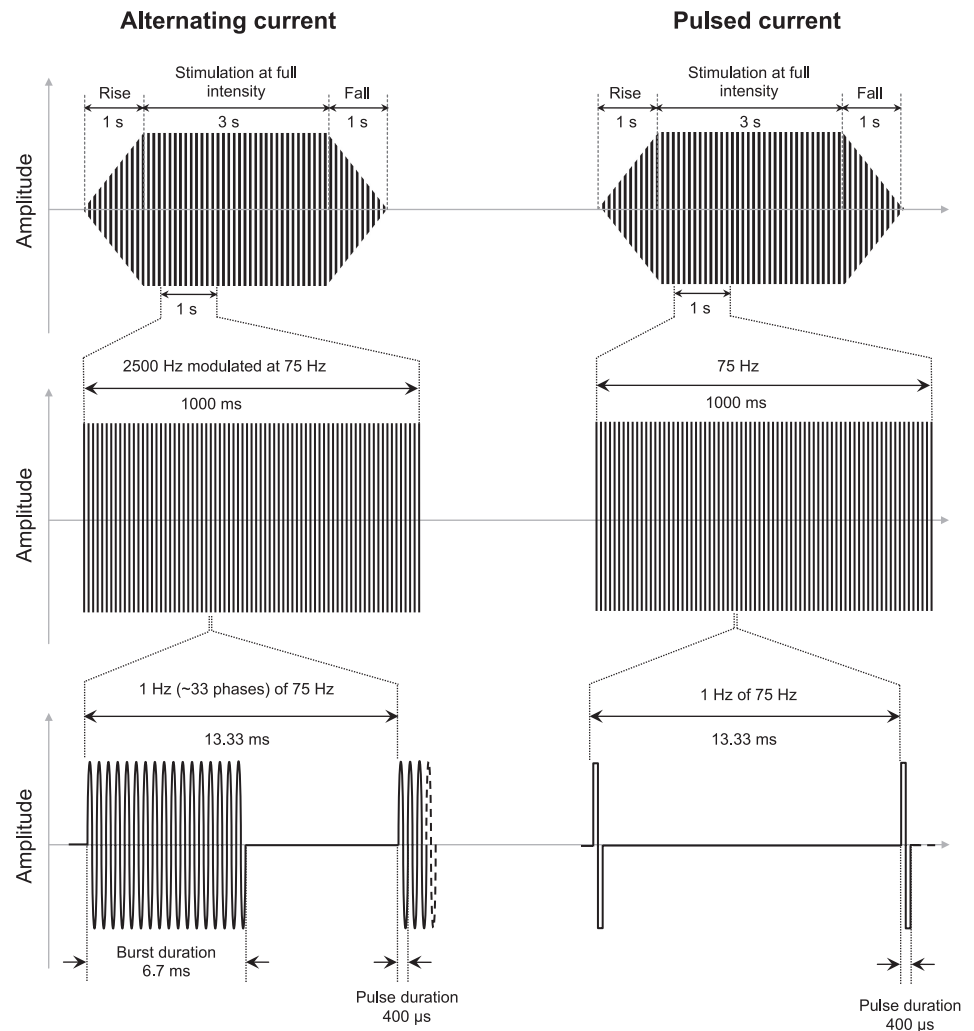 Alternating current
Pulsed current
Stimulation at full
intensity
Rise
Fall
1 s
3 s
1 s
Amplitude
1 s
Stimulation at full
intensity
Rise
Fall
1 s
3 s
1 s
1 s
2500 Hz modulated at 75 Hz
1000 ms
Amplitude
75 Hz
1000 ms
1 Hz (~33 phases) of 75 Hz
13.33 ms
Amplitude
Burst duration
6.7 ms
Pulse duration
400 µs
1 Hz of 75 Hz
13.33 ms
Pulse duration
400 µs